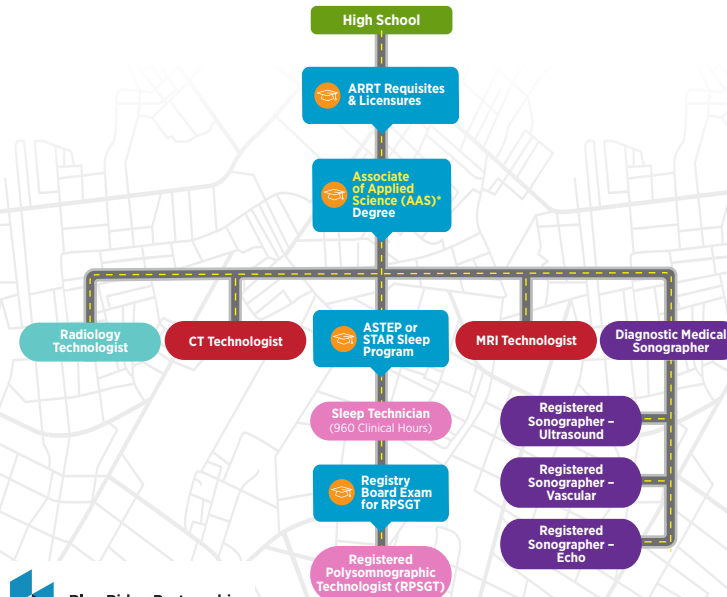 High School
ARRT Requisites
& Licensures
Associate
of Applied
Science (AAS)*
Degree
Radiology
Technologist
CT Technologist
ASTEP or
STAR Sleep
Program
MRI Technologist
Diagnostic Medical
Sonographer
Sleep Technician
(960 Clinical Hours)
Registered
Sonographer –
Ultrasound
Registered
Sonographer –
Vascular
Registry
Board Exam
for RPSGT
Registered
Sonographer –
Echo
Registered
Polysomnographic
Technologist (RPSGT)